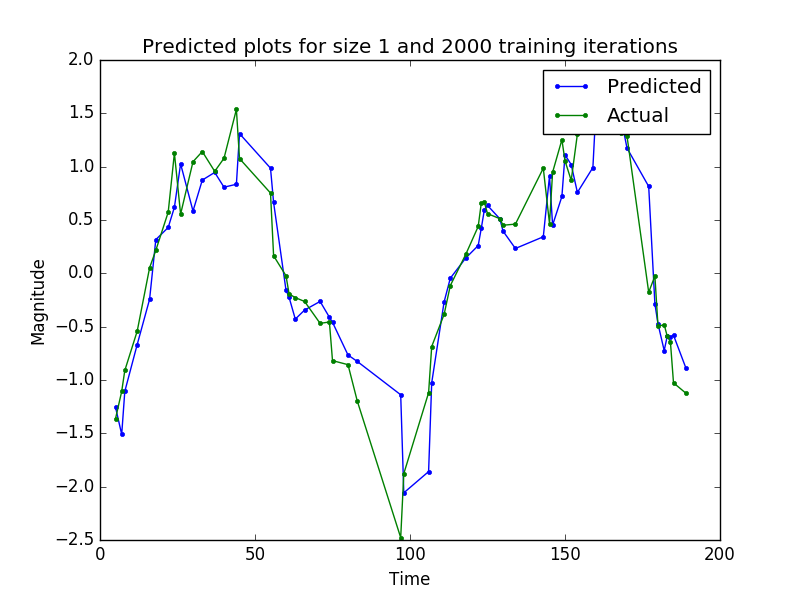 Predicted plots for size 1 and 2000 training iterations
Predicted
Actual
2.0
1.5
1.0
0.5
0.0
−0.5
−1.0
−1.5
−2.0
−2.5
Magnitude
0 50 100 150 200
Time